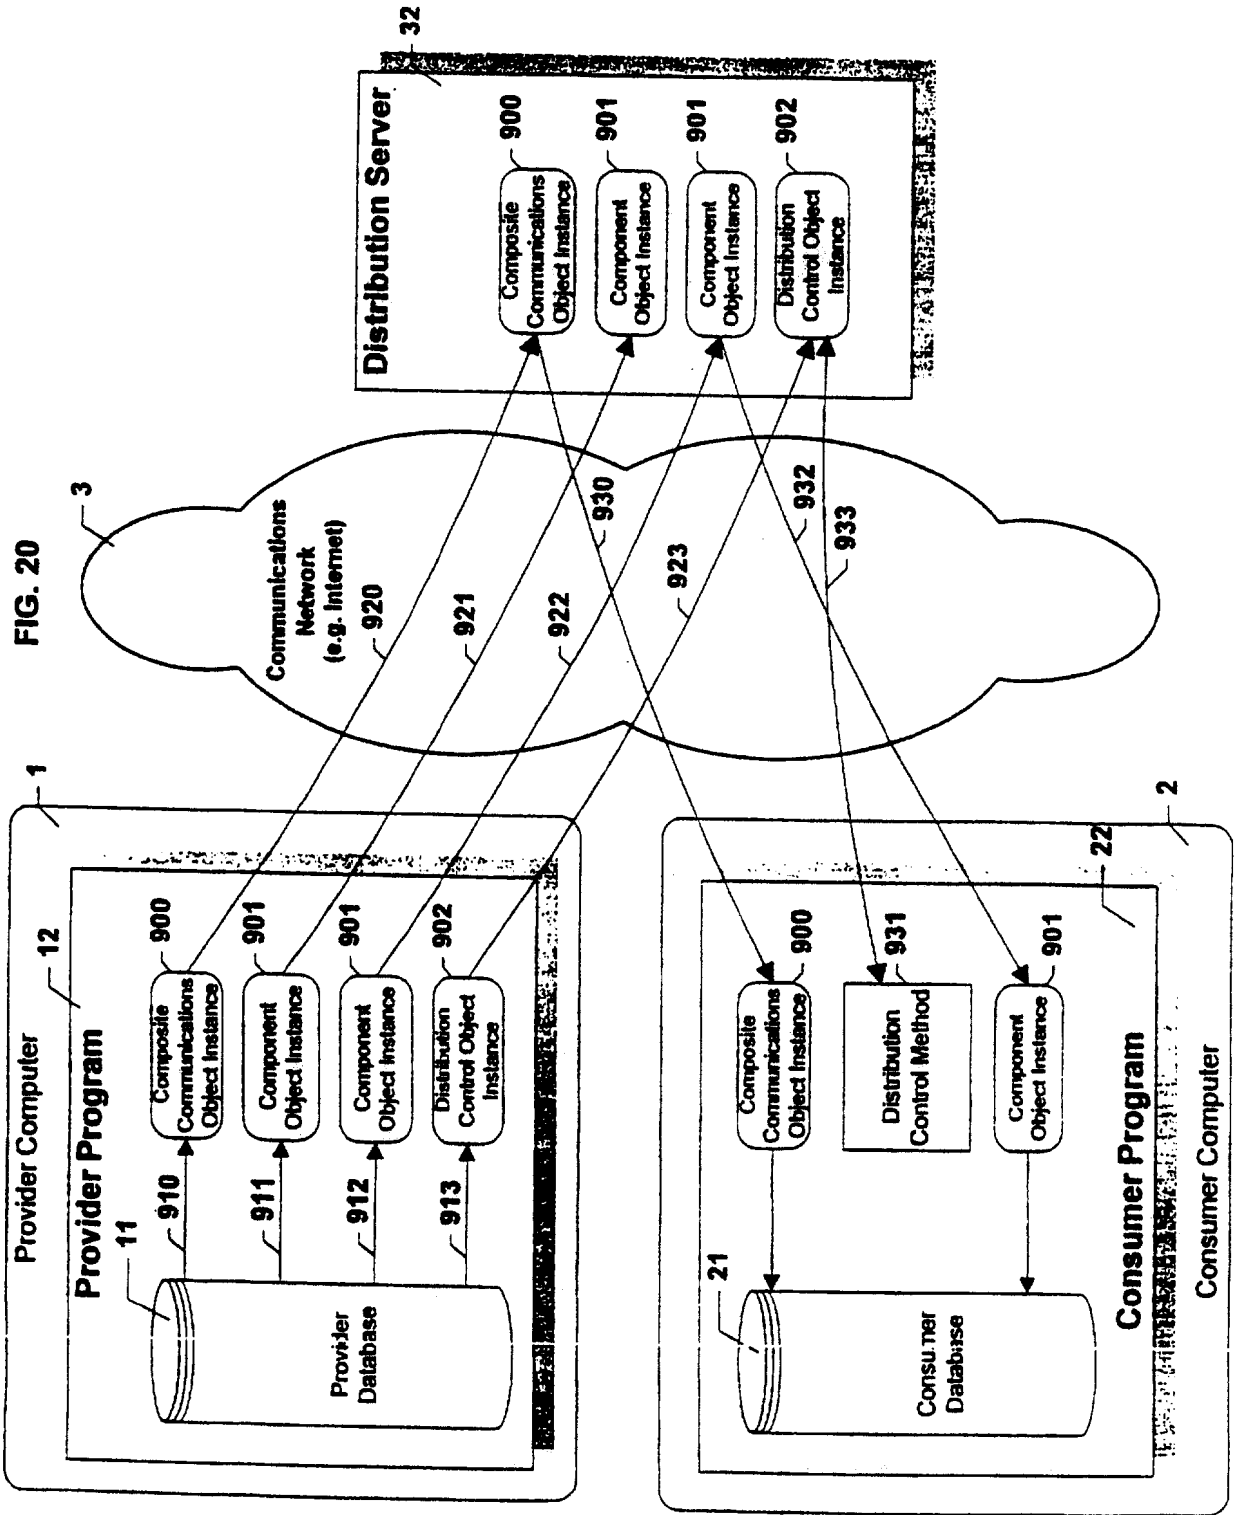 FIG. 20
Provider Computer
1
Provider Program
12
11
Provider
Database
910
911
912
913
Composite
Communications
Object Instance
900
Component
Object Instance
901
Component
Object Instance
901
Distribution
Control Object
Instance
902
3
Communications
Network
(e.g. Internet)
920
921
922
923
930
932
933
Distribution Server
32
Composite
Communications
Object Instance
900
Component
Object Instance
901
Component
Object Instance
901
Distribution
Control Object
Instance
902
2
22
21
Consumer
Database
Composite
Communications
Object Instance
900
Distribution
Control Method
931
Component
Object Instance
901
Consumer Program
Consumer Computer